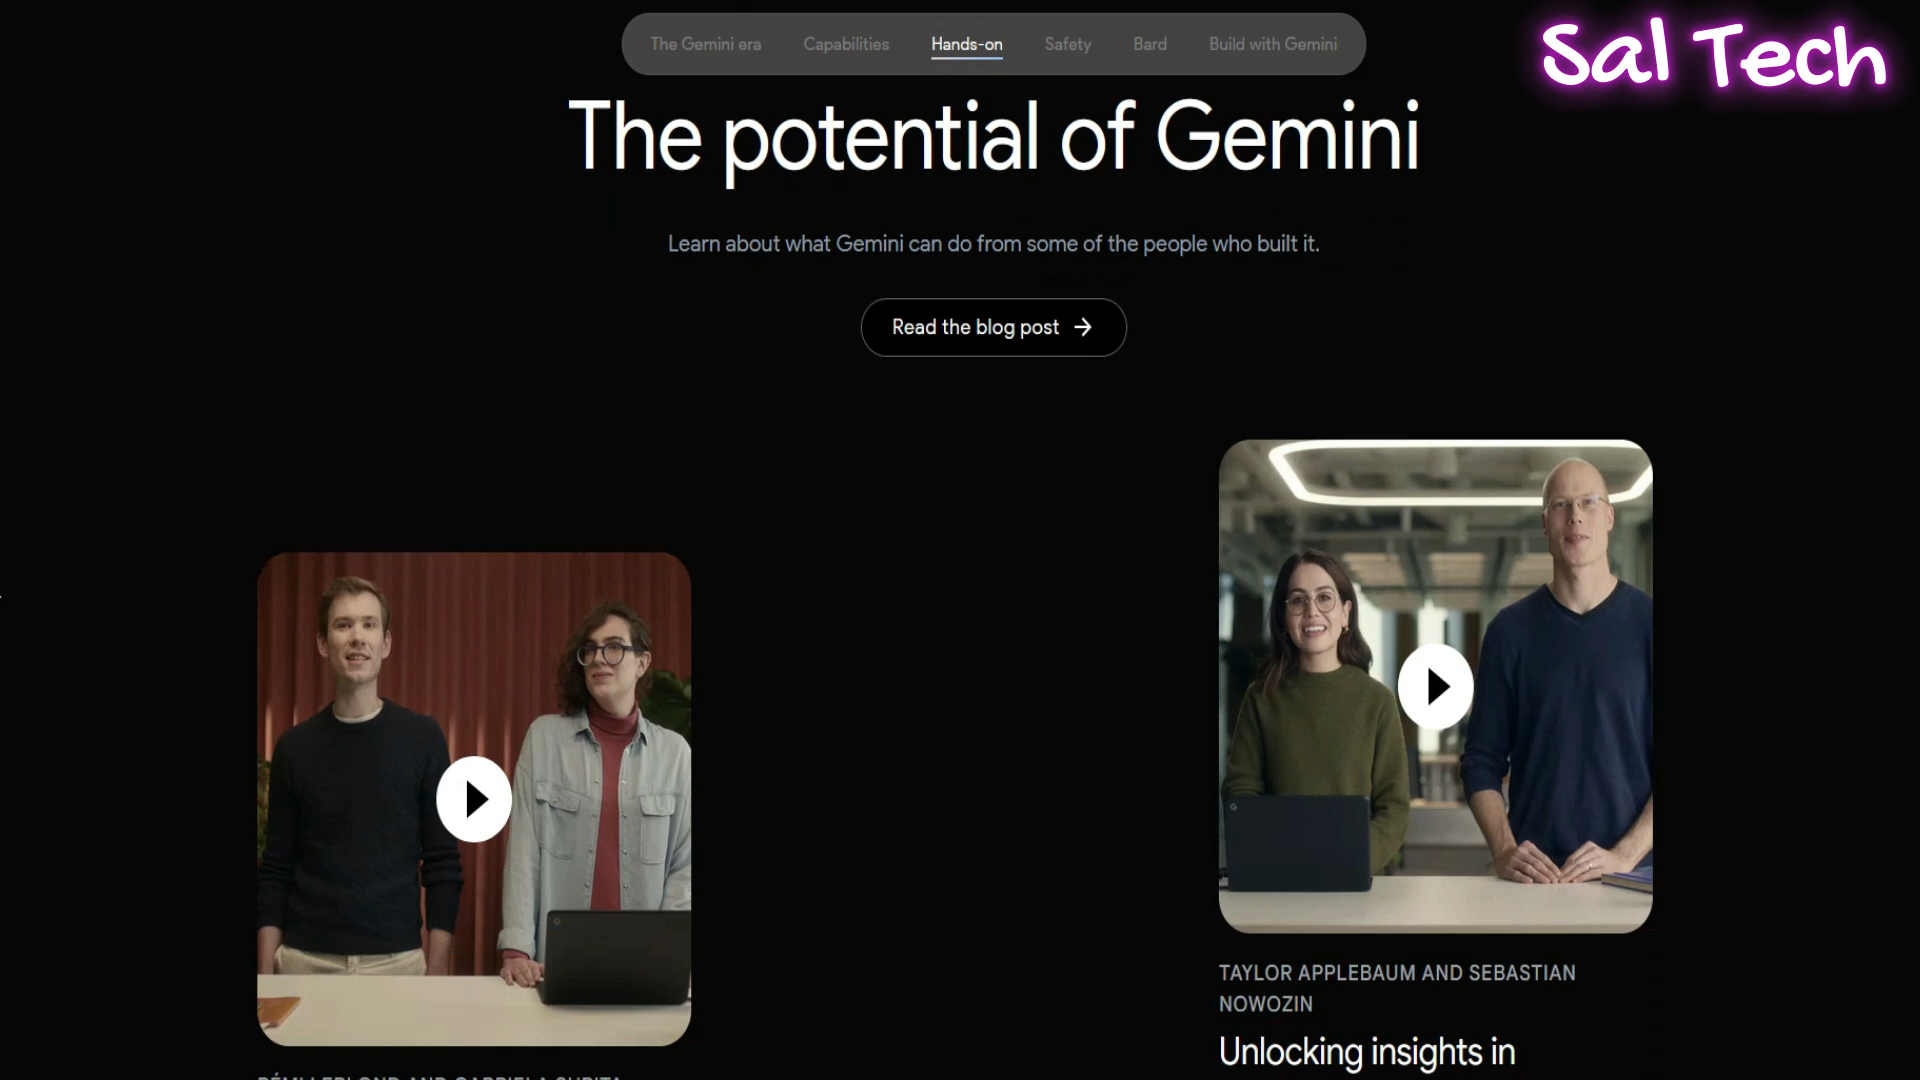 The Gemini era Capabilities Hands-on Safety Bard Build with Gemini
Sal Tech
The potential of Gemini
Learn about what Gemini can do from some of the people who built it.
Read the blog post →
TAYLOR APPLEBAUM AND SEBASTIAN
NOWOZIN
Unlocking insights in